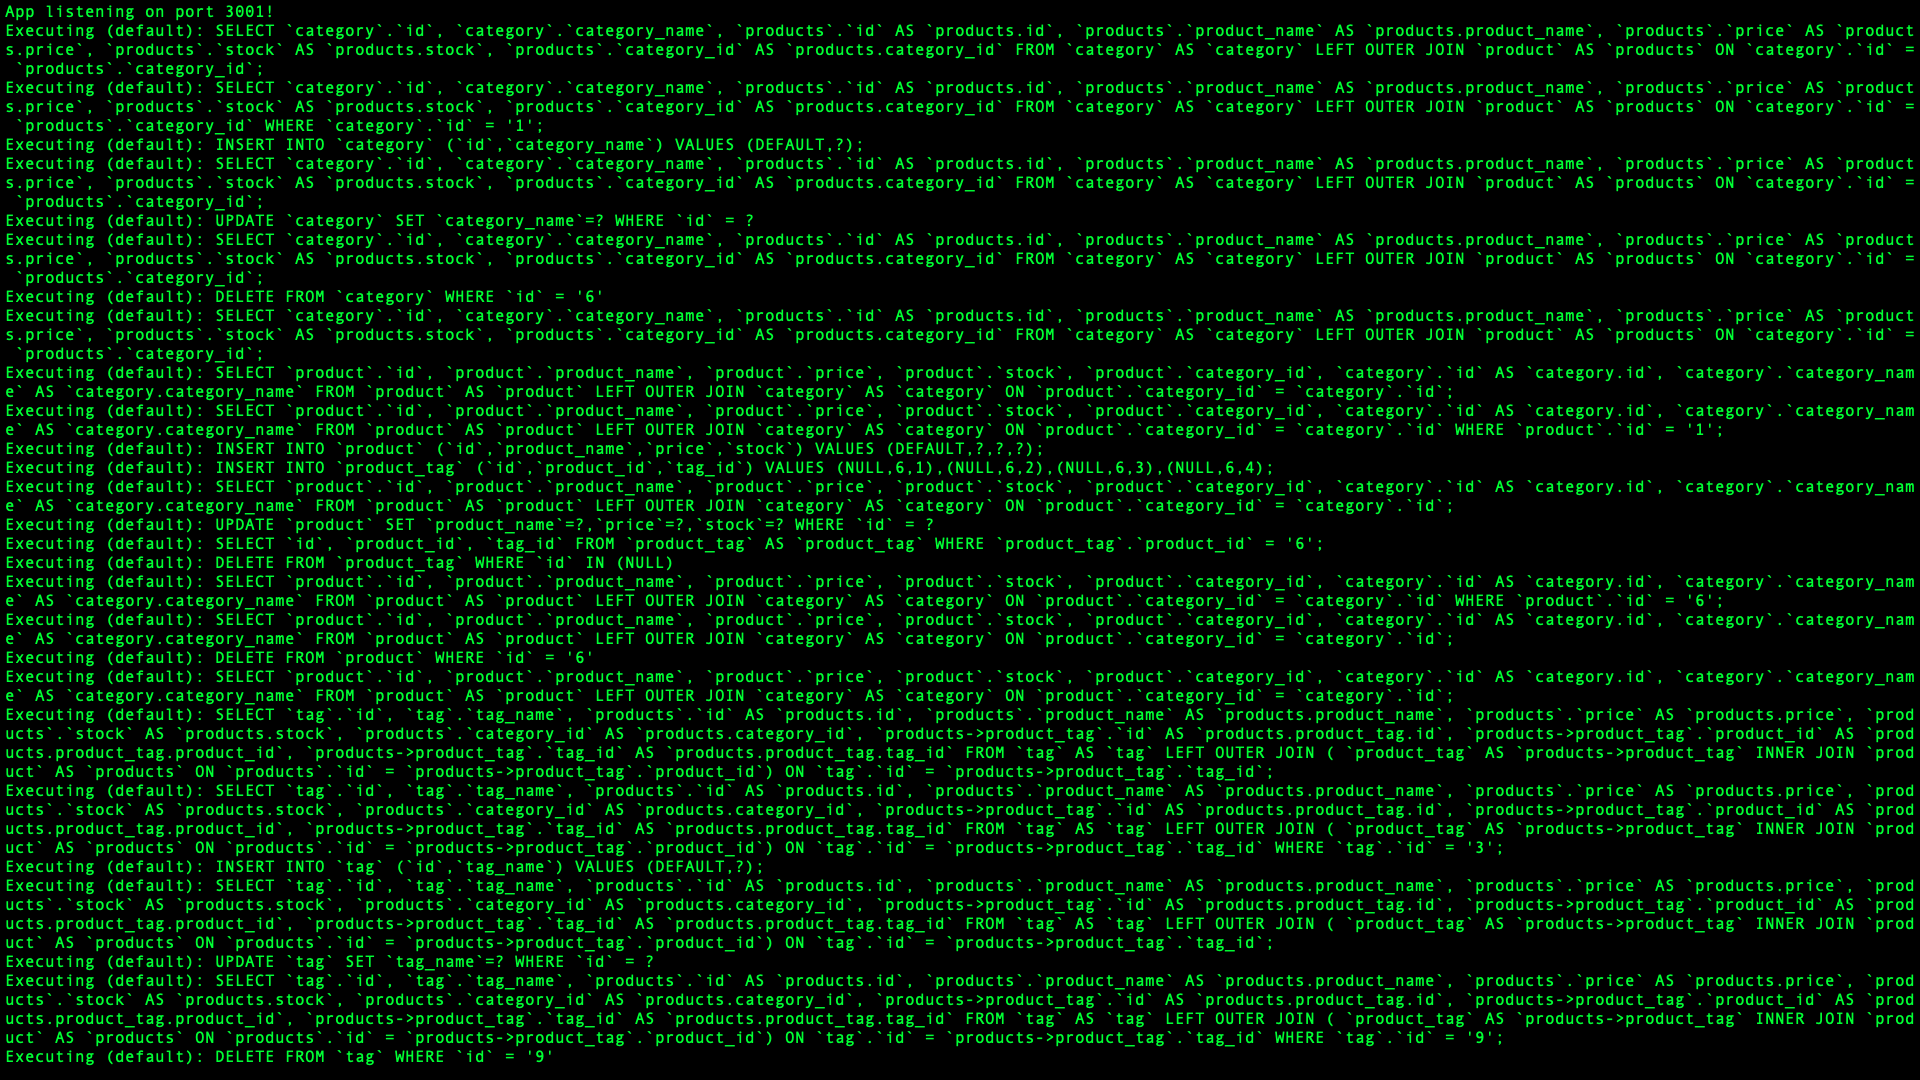 App listening on port 3001!
Executing (default): SELECT `category`.`id`, `category`.`category_name`, `products`.`id` AS `products.id`, `products`.`product_name` AS `products.product_name`, `products`.`price` AS `product
s.price`, `products`.`stock` AS `products.stock`, `products`.`category_id` AS `products.category_id` FROM `category` AS `category` LEFT OUTER JOIN `product` AS `products` ON `category`.`id` =
 `products`.`category_id`;
Executing (default): SELECT `category`.`id`, `category`.`category_name`, `products`.`id` AS `products.id`, `products`.`product_name` AS `products.product_name`, `products`.`price` AS `product
s.price`, `products`.`stock` AS `products.stock`, `products`.`category_id` AS `products.category_id` FROM `category` AS `category` LEFT OUTER JOIN `product` AS `products` ON `category`.`id` =
 `products`.`category_id` WHERE `category`.`id` = '1';
Executing (default): INSERT INTO `category` (`id`,`category_name`) VALUES (DEFAULT,?);
Executing (default): SELECT `category`.`id`, `category`.`category_name`, `products`.`id` AS `products.id`, `products`.`product_name` AS `products.product_name`, `products`.`price` AS `product
s.price`, `products`.`stock` AS `products.stock`, `products`.`category_id` AS `products.category_id` FROM `category` AS `category` LEFT OUTER JOIN `product` AS `products` ON `category`.`id` =
 `products`.`category_id`;
Executing (default): UPDATE `category` SET `category_name`=? WHERE `id` = ?
Executing (default): SELECT `category`.`id`, `category`.`category_name`, `products`.`id` AS `products.id`, `products`.`product_name` AS `products.product_name`, `products`.`price` AS `product
s.price`, `products`.`stock` AS `products.stock`, `products`.`category_id` AS `products.category_id` FROM `category` AS `category` LEFT OUTER JOIN `product` AS `products` ON `category`.`id` =
 `products`.`category_id`;
Executing (default): DELETE FROM `category` WHERE `id` = '6'
Executing (default): SELECT `category`.`id`, `category`.`category_name`, `products`.`id` AS `products.id`, `products`.`product_name` AS `products.product_name`, `products`.`price` AS `product
s.price`, `products`.`stock` AS `products.stock`, `products`.`category_id` AS `products.category_id` FROM `category` AS `category` LEFT OUTER JOIN `product` AS `products` ON `category`.`id` =
 `products`.`category_id`;
Executing (default): SELECT `product`.`id`, `product`.`product_name`, `product`.`price`, `product`.`stock`, `product`.`category_id`, `category`.`id` AS `category.id`, `category`.`category_nam
e` AS `category.category_name` FROM `product` AS `product` LEFT OUTER JOIN `category` AS `category` ON `product`.`category_id` = `category`.`id`;
Executing (default): SELECT `product`.`id`, `product`.`product_name`, `product`.`price`, `product`.`stock`, `product`.`category_id`, `category`.`id` AS `category.id`, `category`.`category_nam
e` AS `category.category_name` FROM `product` AS `product` LEFT OUTER JOIN `category` AS `category` ON `product`.`category_id` = `category`.`id` WHERE `product`.`id` = '1';
Executing (default): INSERT INTO `product` (`id`,`product_name`,`price`,`stock`) VALUES (DEFAULT,?,?,?);
Executing (default): INSERT INTO `product_tag` (`id`,`product_id`,`tag_id`) VALUES (NULL,6,1),(NULL,6,2),(NULL,6,3),(NULL,6,4);
Executing (default): SELECT `product`.`id`, `product`.`product_name`, `product`.`price`, `product`.`stock`, `product`.`category_id`, `category`.`id` AS `category.id`, `category`.`category_nam
e` AS `category.category_name` FROM `product` AS `product` LEFT OUTER JOIN `category` AS `category` ON `product`.`category_id` = `category`.`id`;
Executing (default): UPDATE `product` SET `product_name`=?,`price`=?,`stock`=? WHERE `id` = ?
Executing (default): SELECT `id`, `product_id`, `tag_id` FROM `product_tag` AS `product_tag` WHERE `product_tag`.`product_id` = '6';
Executing (default): DELETE FROM `product_tag` WHERE `id` IN (NULL)
Executing (default): SELECT `product`.`id`, `product`.`product_name`, `product`.`price`, `product`.`stock`, `product`.`category_id`, `category`.`id` AS `category.id`, `category`.`category_nam
e` AS `category.category_name` FROM `product` AS `product` LEFT OUTER JOIN `category` AS `category` ON `product`.`category_id` = `category`.`id` WHERE `product`.`id` = '6';
Executing (default): SELECT `product`.`id`, `product`.`product_name`, `product`.`price`, `product`.`stock`, `product`.`category_id`, `category`.`id` AS `category.id`, `category`.`category_nam
e` AS `category.category_name` FROM `product` AS `product` LEFT OUTER JOIN `category` AS `category` ON `product`.`category_id` = `category`.`id`;
Executing (default): DELETE FROM `product` WHERE `id` = '6'
Executing (default): SELECT `product`.`id`, `product`.`product_name`, `product`.`price`, `product`.`stock`, `product`.`category_id`, `category`.`id` AS `category.id`, `category`.`category_nam
e` AS `category.category_name` FROM `product` AS `product` LEFT OUTER JOIN `category` AS `category` ON `product`.`category_id` = `category`.`id`;
Executing (default): SELECT `tag`.`id`, `tag`.`tag_name`, `products`.`id` AS `products.id`, `products`.`product_name` AS `products.product_name`, `products`.`price` AS `products.price`, `prod
ucts`.`stock` AS `products.stock`, `products`.`category_id` AS `products.category_id`, `products->product_tag`.`id` AS `products.product_tag.id`, `products->product_tag`.`product_id` AS `prod
ucts.product_tag.product_id`, `products->product_tag`.`tag_id` AS `products.product_tag.tag_id` FROM `tag` AS `tag` LEFT OUTER JOIN ( `product_tag` AS `products->product_tag` INNER JOIN `prod
uct` AS `products` ON `products`.`id` = `products->product_tag`.`product_id`) ON `tag`.`id` = `products->product_tag`.`tag_id`;
Executing (default): SELECT `tag`.`id`, `tag`.`tag_name`, `products`.`id` AS `products.id`, `products`.`product_name` AS `products.product_name`, `products`.`price` AS `products.price`, `prod
ucts`.`stock` AS `products.stock`, `products`.`category_id` AS `products.category_id`, `products->product_tag`.`id` AS `products.product_tag.id`, `products->product_tag`.`product_id` AS `prod
ucts.product_tag.product_id`, `products->product_tag`.`tag_id` AS `products.product_tag.tag_id` FROM `tag` AS `tag` LEFT OUTER JOIN ( `product_tag` AS `products->product_tag` INNER JOIN `prod
uct` AS `products` ON `products`.`id` = `products->product_tag`.`product_id`) ON `tag`.`id` = `products->product_tag`.`tag_id` WHERE `tag`.`id` = '3';
Executing (default): INSERT INTO `tag` (`id`,`tag_name`) VALUES (DEFAULT,?);
Executing (default): SELECT `tag`.`id`, `tag`.`tag_name`, `products`.`id` AS `products.id`, `products`.`product_name` AS `products.product_name`, `products`.`price` AS `products.price`, `prod
ucts`.`stock` AS `products.stock`, `products`.`category_id` AS `products.category_id`, `products->product_tag`.`id` AS `products.product_tag.id`, `products->product_tag`.`product_id` AS `prod
ucts.product_tag.product_id`, `products->product_tag`.`tag_id` AS `products.product_tag.tag_id` FROM `tag` AS `tag` LEFT OUTER JOIN ( `product_tag` AS `products->product_tag` INNER JOIN `prod
uct` AS `products` ON `products`.`id` = `products->product_tag`.`product_id`) ON `tag`.`id` = `products->product_tag`.`tag_id`;
Executing (default): UPDATE `tag` SET `tag_name`=? WHERE `id` = ?
Executing (default): SELECT `tag`.`id`, `tag`.`tag_name`, `products`.`id` AS `products.id`, `products`.`product_name` AS `products.product_name`, `products`.`price` AS `products.price`, `prod
ucts`.`stock` AS `products.stock`, `products`.`category_id` AS `products.category_id`, `products->product_tag`.`id` AS `products.product_tag.id`, `products->product_tag`.`product_id` AS `prod
ucts.product_tag.product_id`, `products->product_tag`.`tag_id` AS `products.product_tag.tag_id` FROM `tag` AS `tag` LEFT OUTER JOIN ( `product_tag` AS `products->product_tag` INNER JOIN `prod
uct` AS `products` ON `products`.`id` = `products->product_tag`.`product_id`) ON `tag`.`id` = `products->product_tag`.`tag_id` WHERE `tag`.`id` = '9';
Executing (default): DELETE FROM `tag` WHERE `id` = '9'